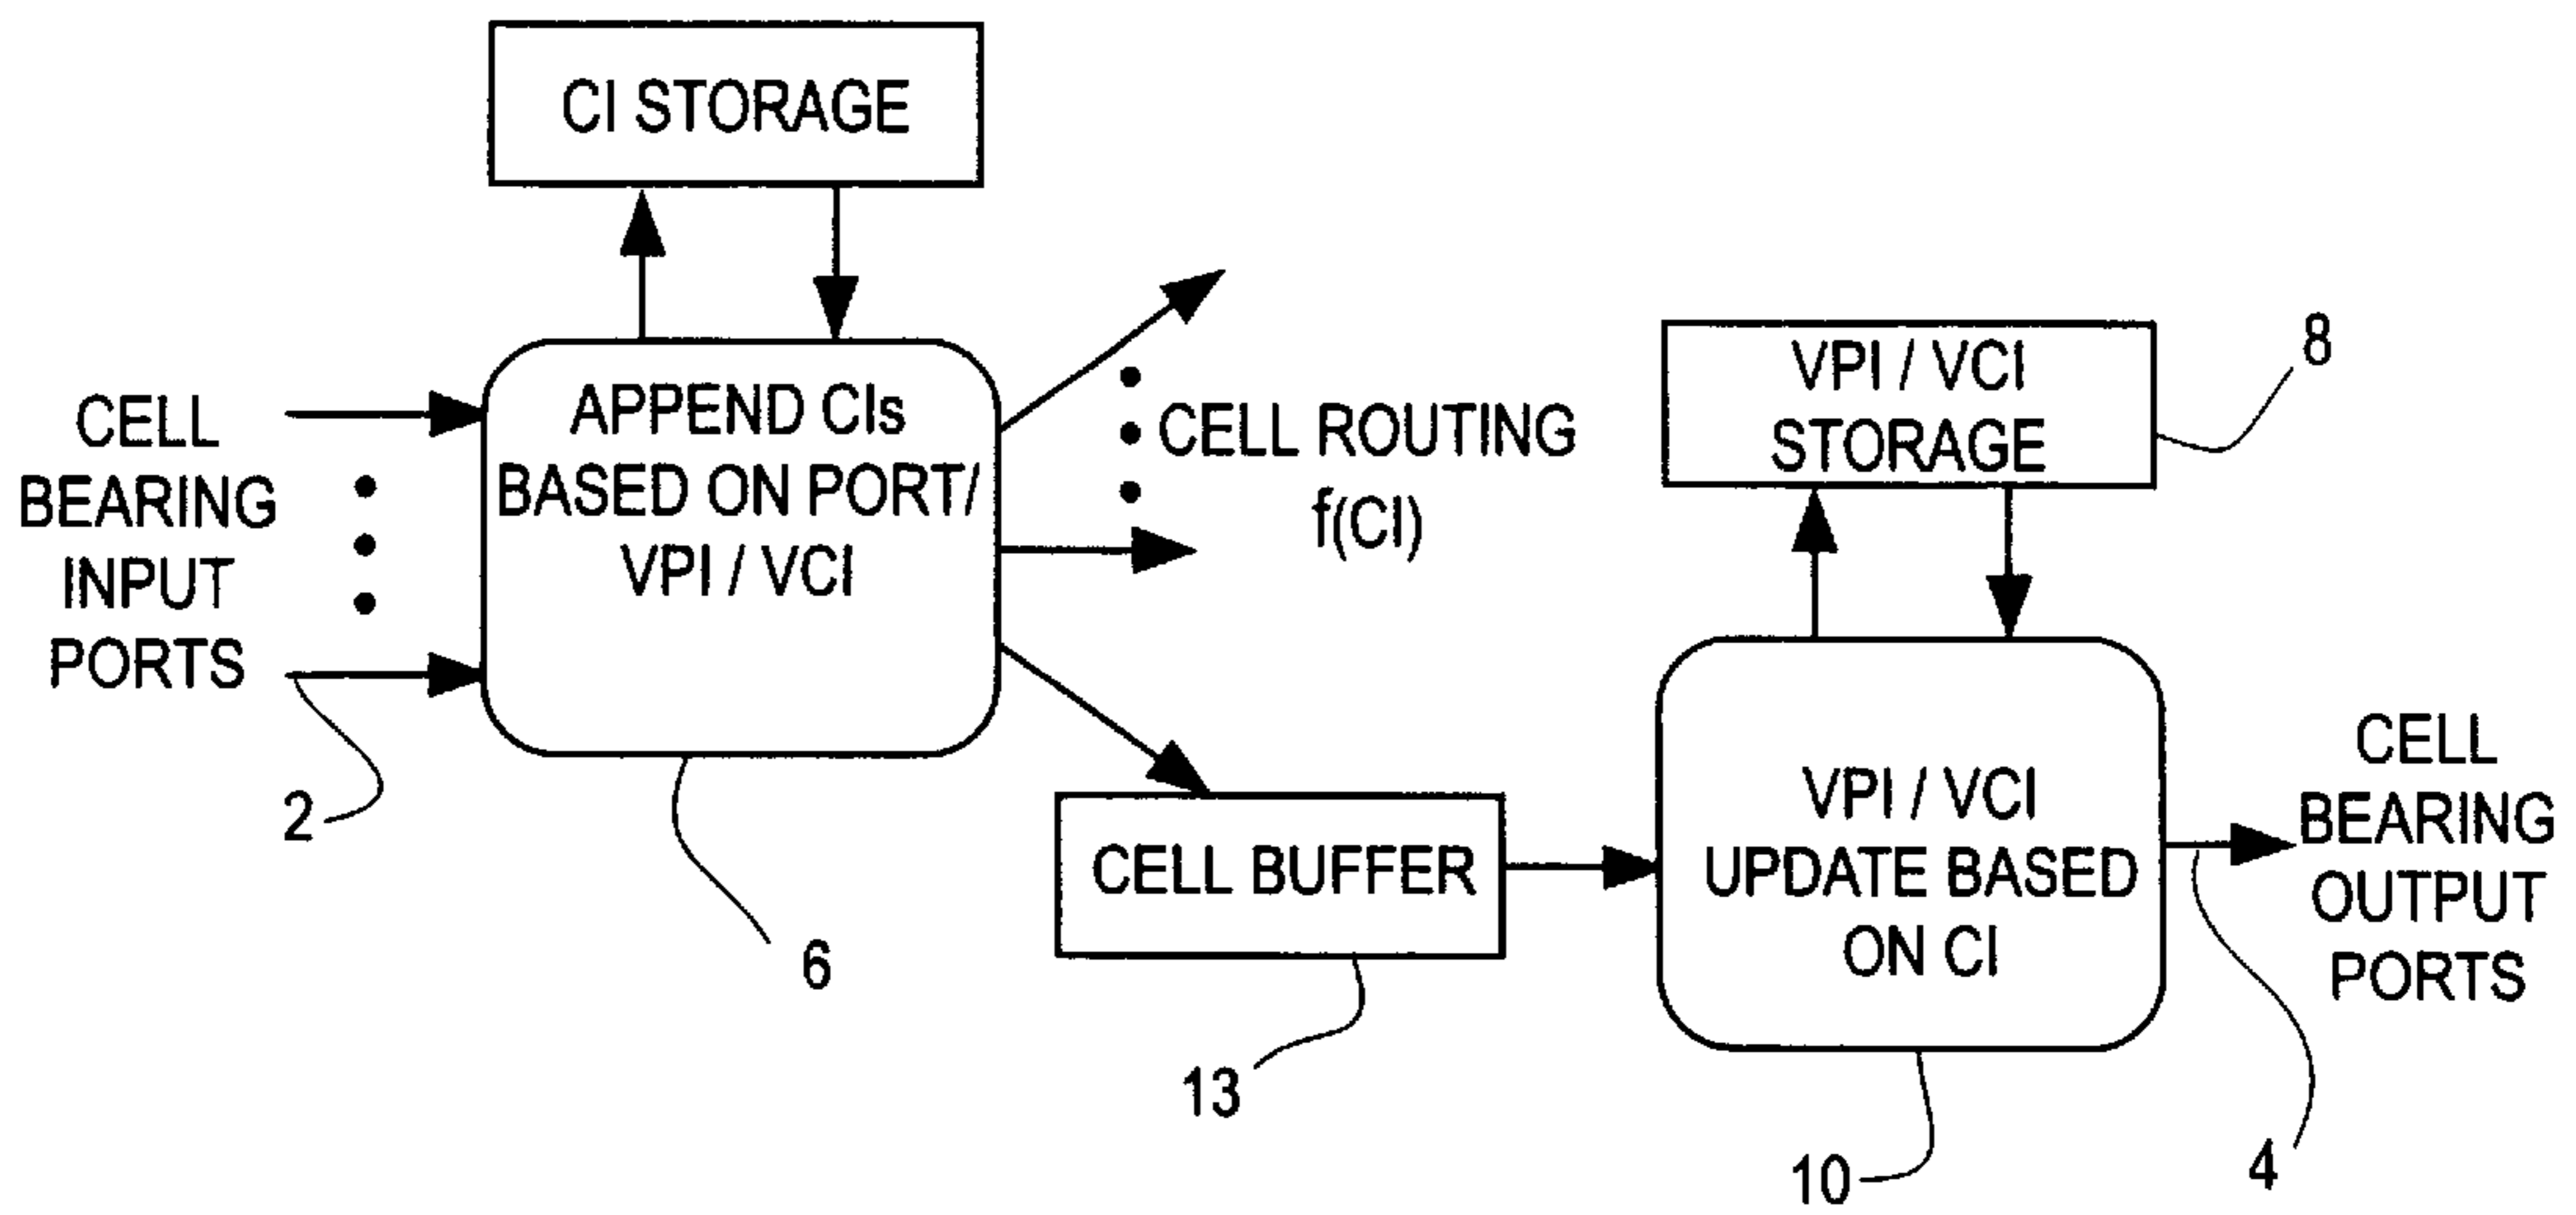 CI STORAGE
CELL
BEARING
INPUT
PORTS
2
APPEND CIs
BASED ON PORT/
VPI / VCI
6
CELL ROUTING
f(CI)
CELL BUFFER
13
VPI / VCI
STORAGE
8
VPI / VCI
UPDATE BASED
ON CI
10
CELL
BEARING
OUTPUT
PORTS
4